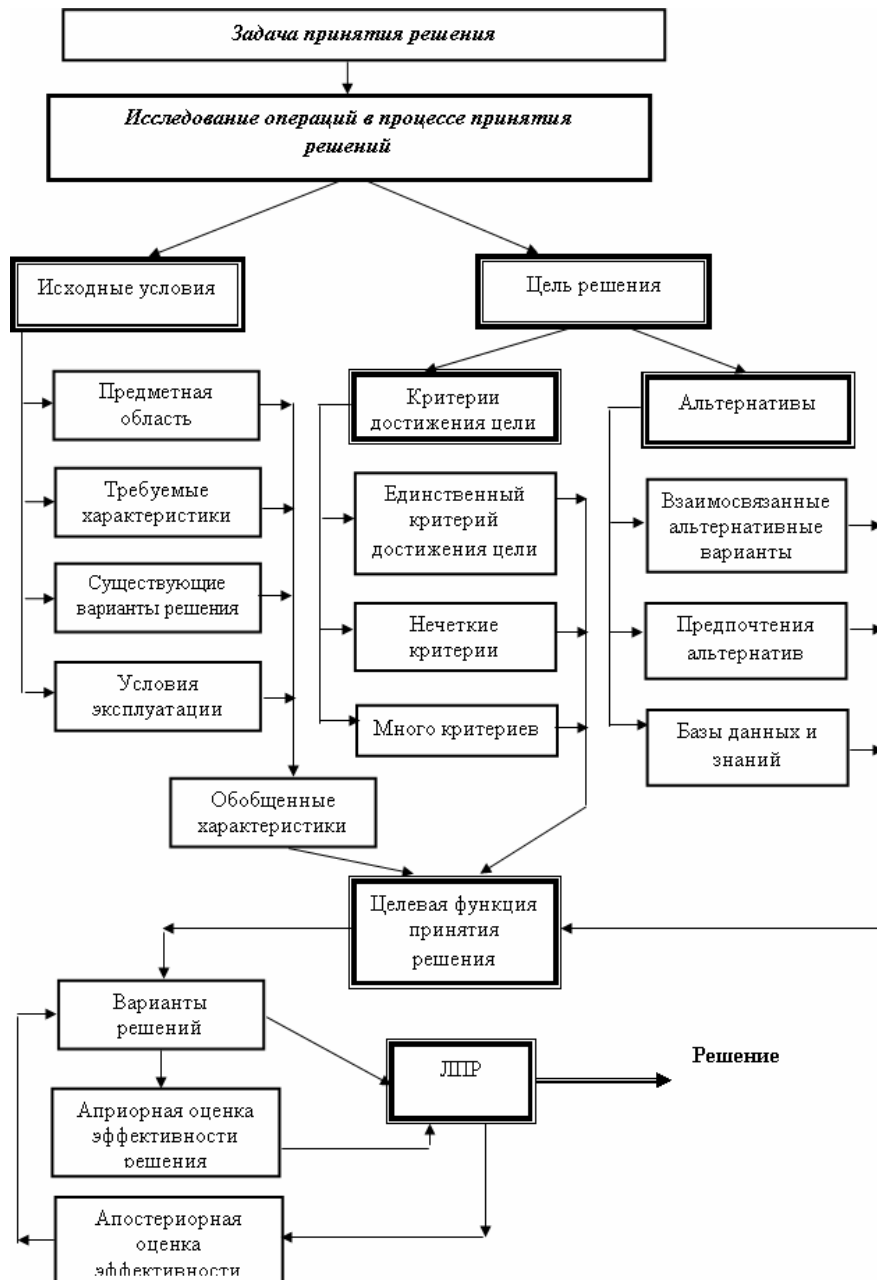 Задача принятия решения
Исследование операций в процессе принятия
решений
Исходные условия
Цель решения
Предметная
область
Требуемые
характеристики
Существующие
варианты решения
Условия
эксплуатации
Обобщенные
характеристики
Критерии
достижения цели
Единственный
критерий
достижения цели
Нечеткие
критерии
Много критериев
Альтернативы
Взаимосвязанные
альтернативные
варианты
Предпочтения
альтернатив
Базы данных и
знаний
Целевая функция
принятия
решения
Варианты
решений
ЛПР
Решение
Априорная оценка
эффективности
решения
Апостериорная
оценка
эффективности